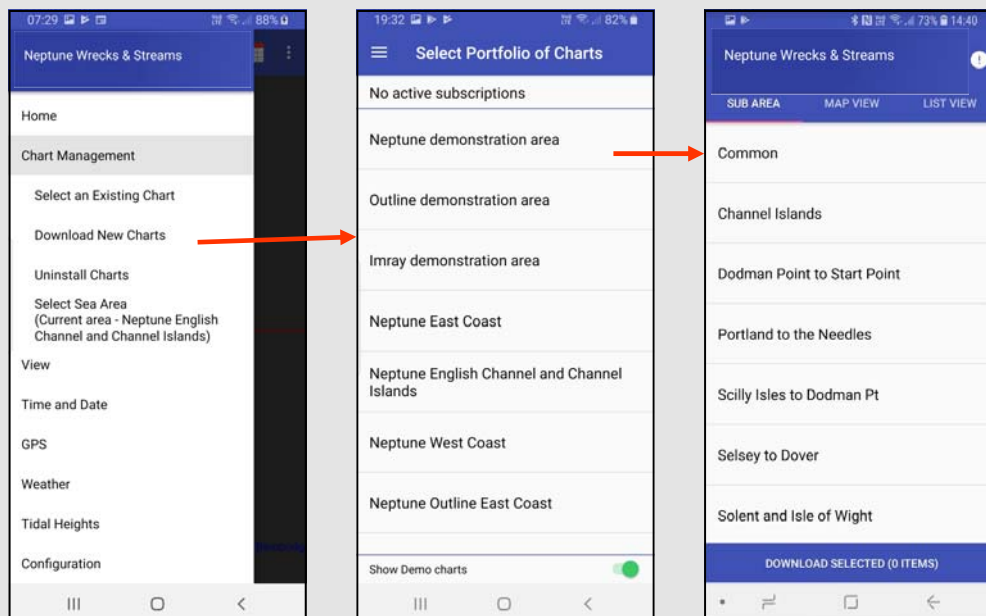 07:29
88%
Neptune Wrecks & Streams
Home
Chart Management
Select an Existing Chart
Download New Charts
Uninstall Charts
Select Sea Area
(Current area - Neptune English
Channel and Channel Islands)
View
Time and Date
GPS
Weather
Tidal Heights
Configuration
19:32
82%
Select Portfolio of Charts
No active subscriptions
Neptune demonstration area
Outline demonstration area
Imray demonstration area
Neptune East Coast
Neptune English Channel and Channel
Islands
Neptune West Coast
Neptune Outline East Coast
Show Demo charts
73% 14:40
Neptune Wrecks & Streams
SUB AREA MAP VIEW LIST VIEW
Common
Channel Islands
Dodman Point to Start Point
Portland to the Needles
Scilly Isles to Dodman Pt
Selsey to Dover
Solent and Isle of Wight
DOWNLOAD SELECTED (0 ITEMS)